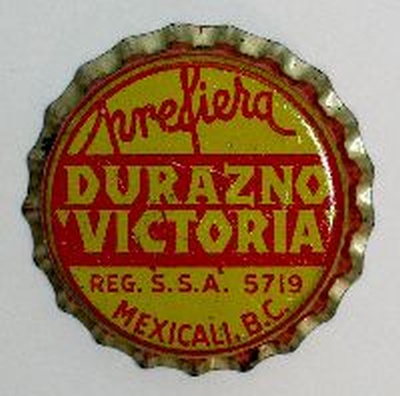 prefiera
DURAZNO
VICTORIA
REG. S.S.A. 5719
MEXICALI, B.C.